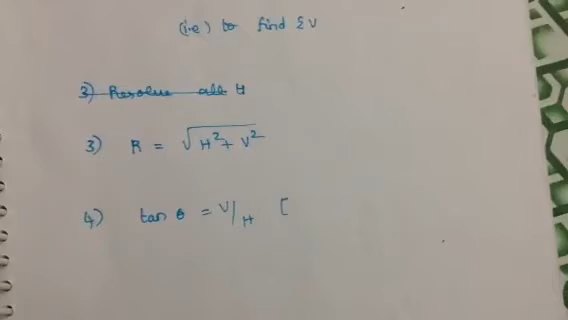 (i.e) to find ΣV
3) Resolve all H
3) R = √H²+V²
4) tan θ = V/H [